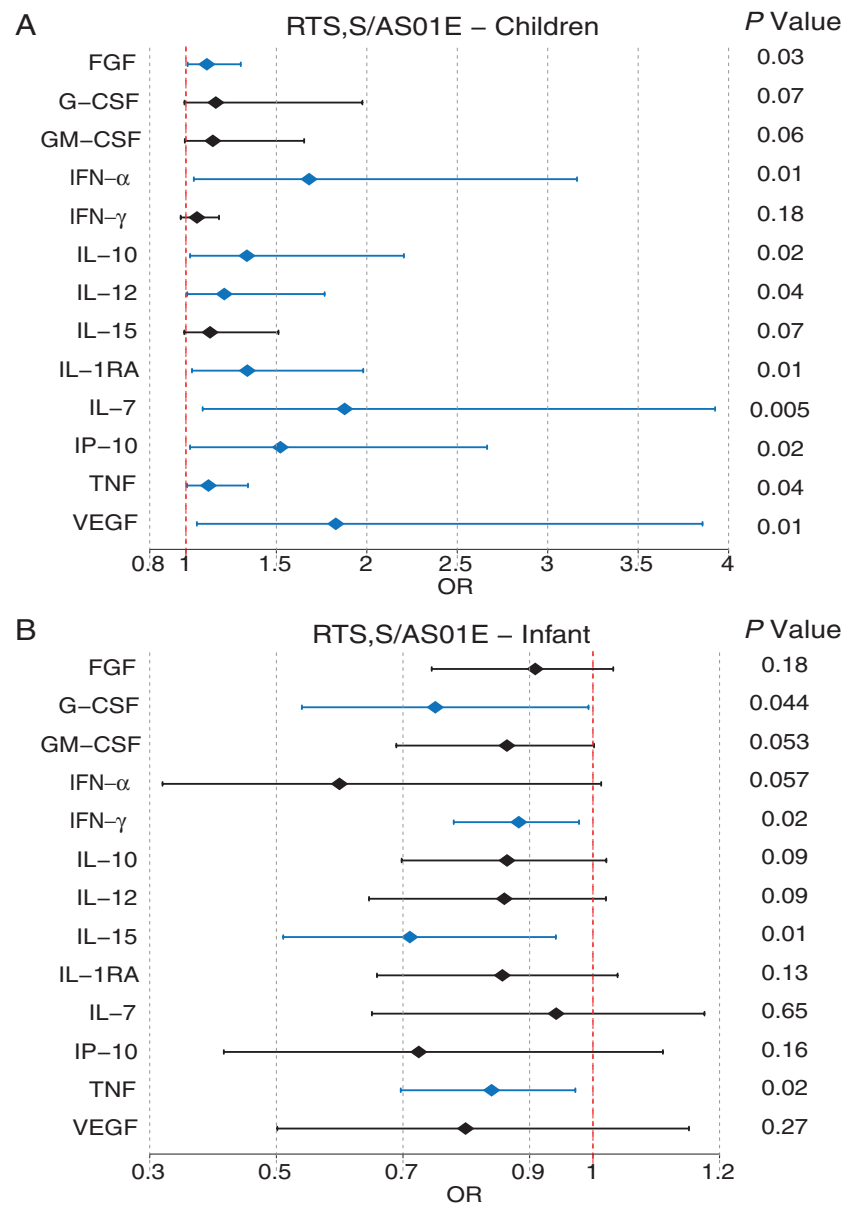 A RTS,S/AS01E – Children P Value
FGF 0.03
G−CSF 0.07
GM−CSF 0.06
IFN−α 0.01
IFN−γ 0.18
IL−10 0.02
IL−12 0.04
IL−15 0.07
IL−1RA 0.01
IL−7 0.005
IP−10 0.02
TNF 0.04
VEGF 0.01
0.8 1 1.5 2 2.5 3 3.5 4
OR
B RTS,S/AS01E – Infant P Value
FGF 0.18
G−CSF 0.044
GM−CSF 0.053
IFN−α 0.057
IFN−γ 0.02
IL−10 0.09
IL−12 0.09
IL−15 0.01
IL−1RA 0.13
IL−7 0.65
IP−10 0.16
TNF 0.02
VEGF 0.27
0.3 0.5 0.7 0.9 1 1.2
OR